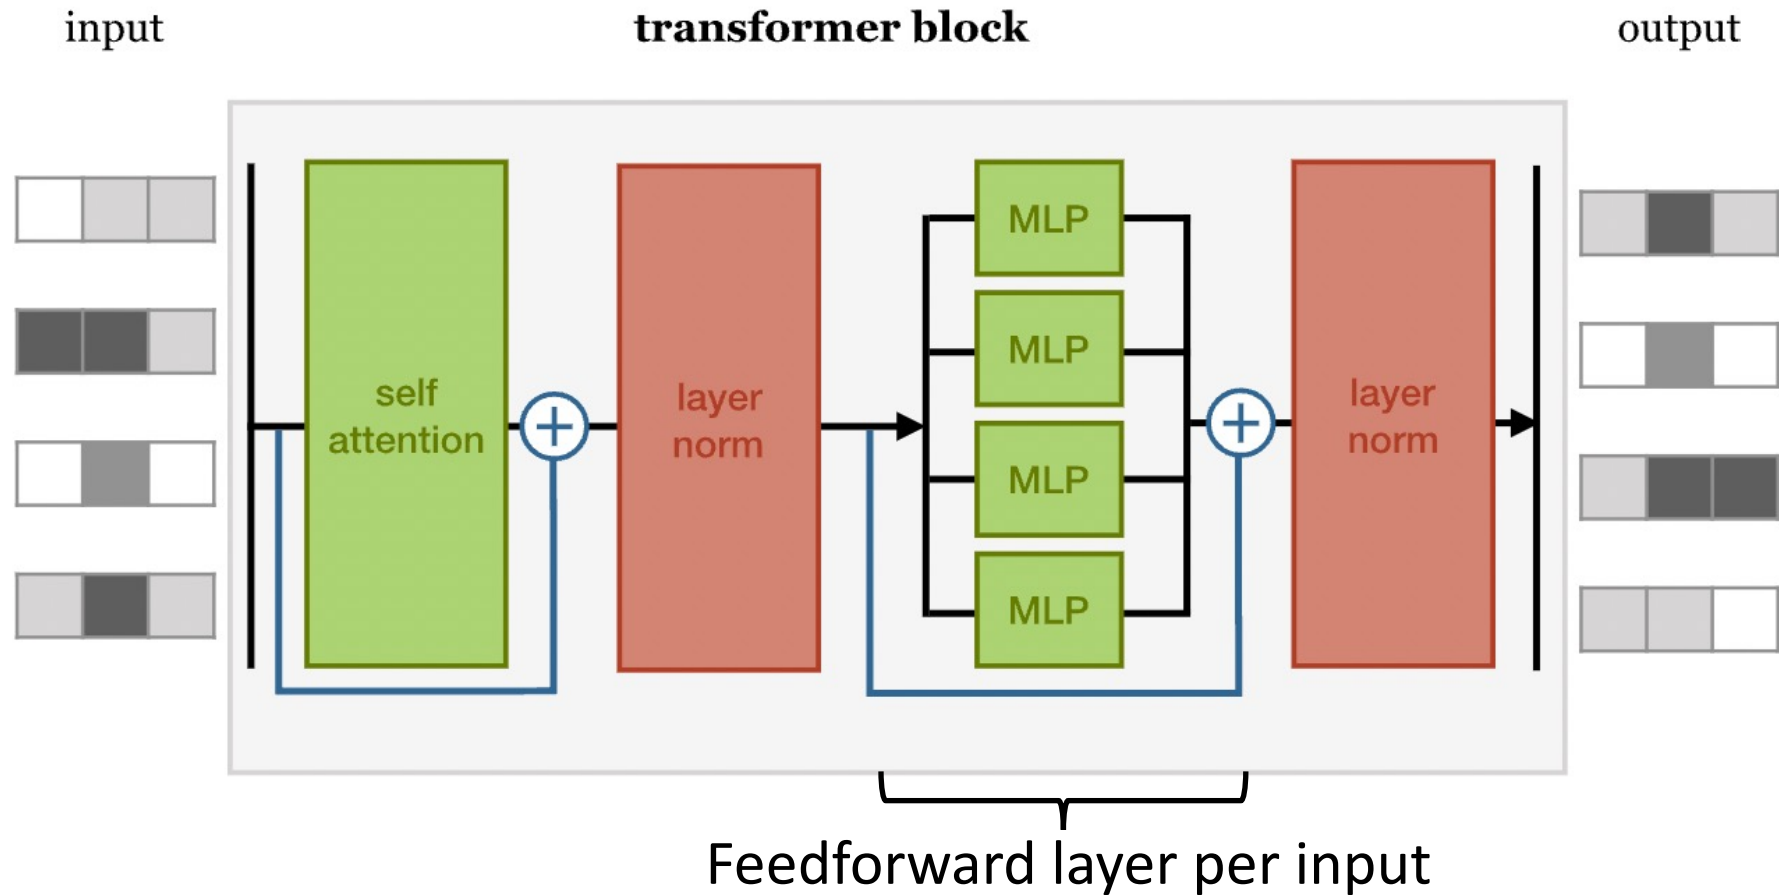 input
transformer block
output
self
attention
layer
norm
MLP
MLP
MLP
MLP
layer
norm
Feedforward layer per input